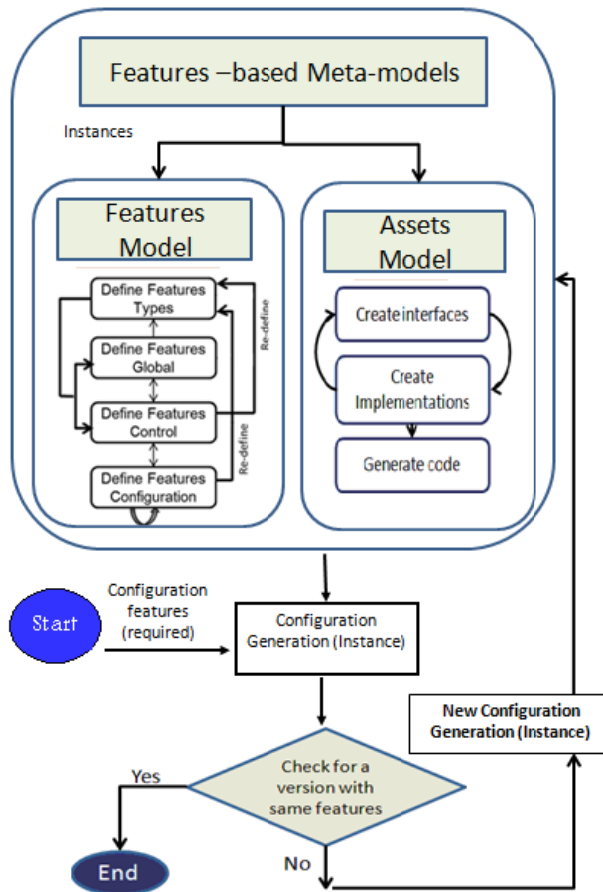 Features –based Meta-models
Instances
Features
Model
Define Features
Types
Define Features
Global
Define Features
Control
Define Features
Configuration
Re-define
Re-define
Assets
Model
Create interfaces
Create
Implementations
Generate code
Start
Configuration
features
(required)
Configuration
Generation (Instance)
New Configuration
Generation (Instance)
Check for a
version with
same features
Yes
No
End